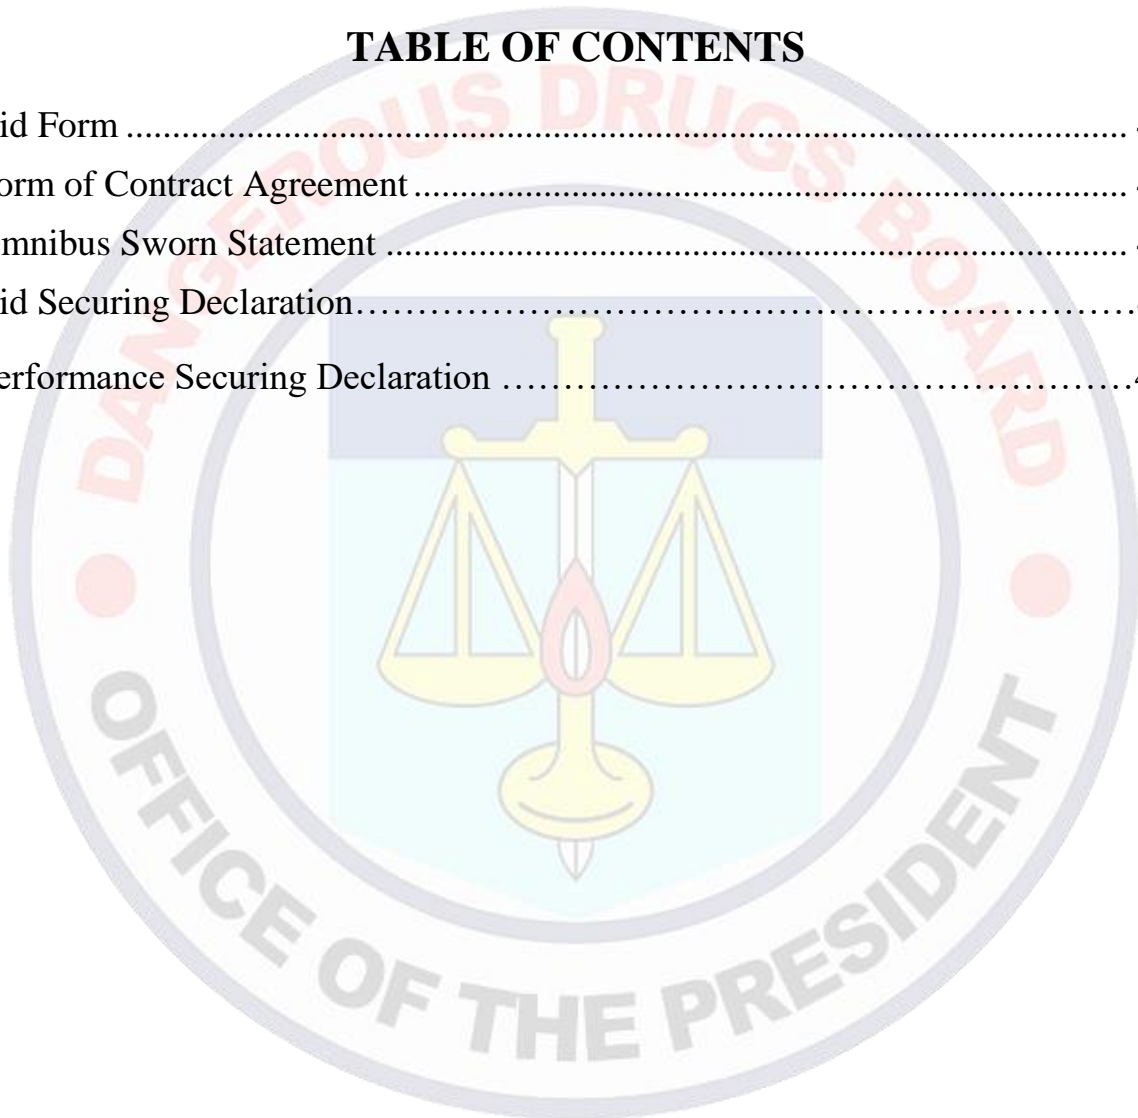 TABLE OF CONTENTS
id Form ........................................................................................................
orm of Contract Agreement ............................................................................
mnibus Sworn Statement ................................................................................
id Securing Declaration………………………………………………………………….
erformance Securing Declaration …………………………………………………………
DANGEROUS DRUGS BOARD
OFFICE OF THE PRESIDENT